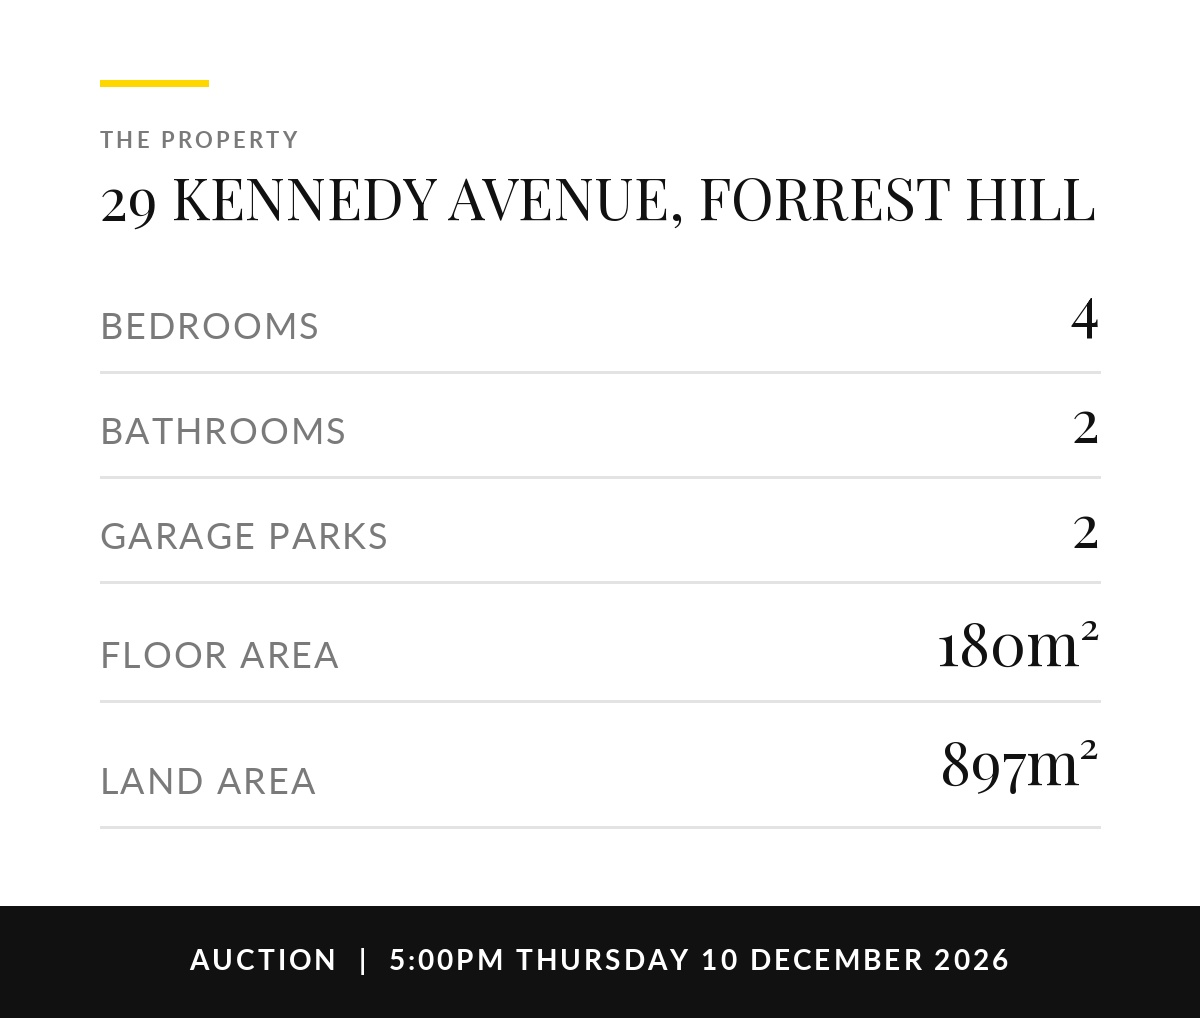 THE PROPERTY
29 KENNEDY AVENUE, FORREST HILL
BEDROOMS 4
BATHROOMS 2
GARAGE PARKS 2
FLOOR AREA 180m²
LAND AREA 897m²
AUCTION | 5:00PM THURSDAY 10 DECEMBER 2026